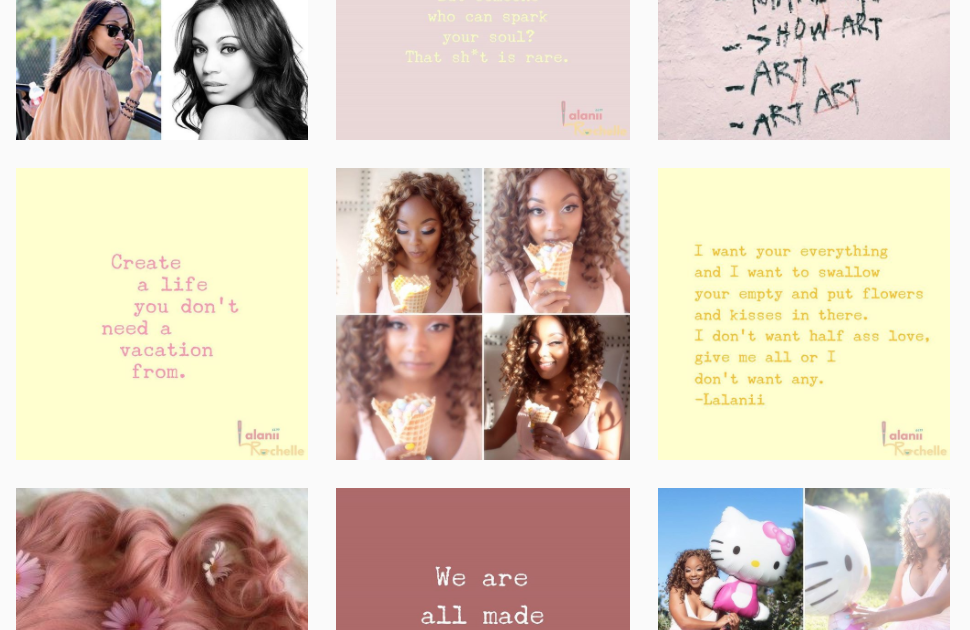 who can spark
your soul?
That sh*t is rare.
Lalanii
Rochelle
-> SHOW ART
- ART
- ART ART
Create
a life
you don't
need a
vacation
from.
Lalanii
Rochelle
I want your everything
and I want to swallow
your empty and put flowers
and kisses in there.
I don't want half ass love,
give me all or I
don't want any.
-Lalanii
Lalanii
Rochelle
We are
all made